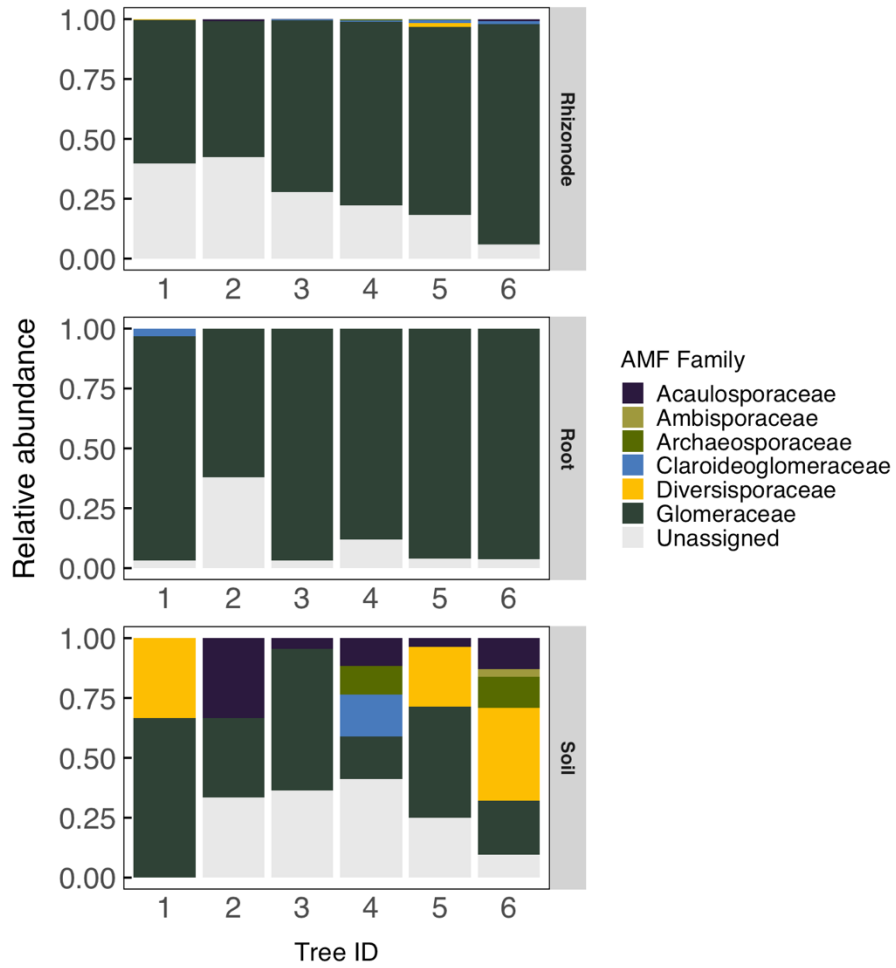 1.00
0.75
0.50
0.25
0.00
1 2 3 4 5 6
Rhizonode
1.00
0.75
0.50
0.25
0.00
1 2 3 4 5 6
Root
1.00
0.75
0.50
0.25
0.00
1 2 3 4 5 6
Soil
Relative abundance
Tree ID
AMF Family
Acaulosporaceae
Ambisporaceae
Archaeosporaceae
Claroideoglomeraceae
Diversisporaceae
Glomeraceae
Unassigned